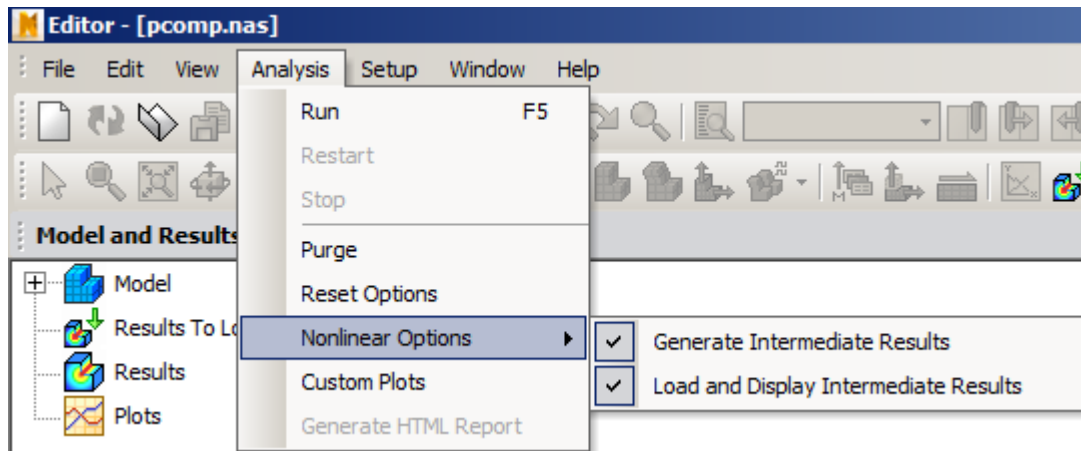 Editor - [pcomp.nas]
File Edit View Analysis Setup Window Help
Run F5
Restart
Stop
Model and Results
Purge
Model
Reset Options
Results To Lo
Nonlinear Options
Generate Intermediate Results
Results
Custom Plots
Load and Display Intermediate Results
Plots
Generate HTML Report